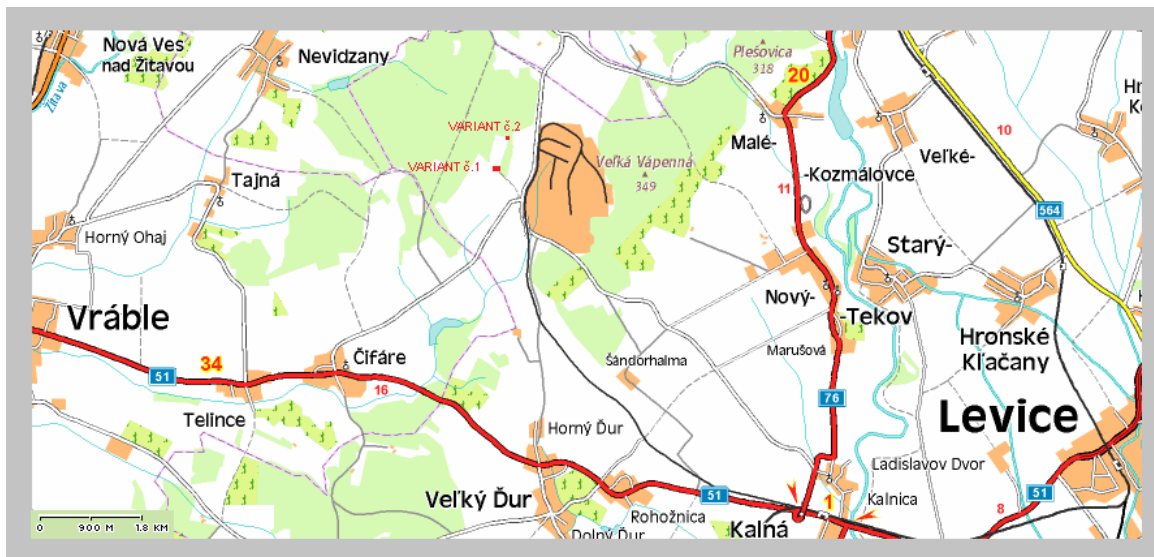 Nová Ves
nad Žitavou
Nevidzany
Plešovica
318
20
Žitava
Hr
Ko
VARIANT č.2
10
Malé-
Veľké-
VARIANT č.1
Veľká Vápenná
349
Tajná
11
-Kozmálovce
564
Horný Ohaj
Starý-
Nový-
-Tekov
Vráble
Hronské
Kľačany
Marušová
Čifáre
Šándorhalma
34
51
16
76
Telince
Levice
Horný Ďur
Ladislavov Dvor
Veľký Ďur
51
1
Kalnica
51
Rohožnica
8
Kalná
Dolný Ďur
0 900 M 1.8 KM